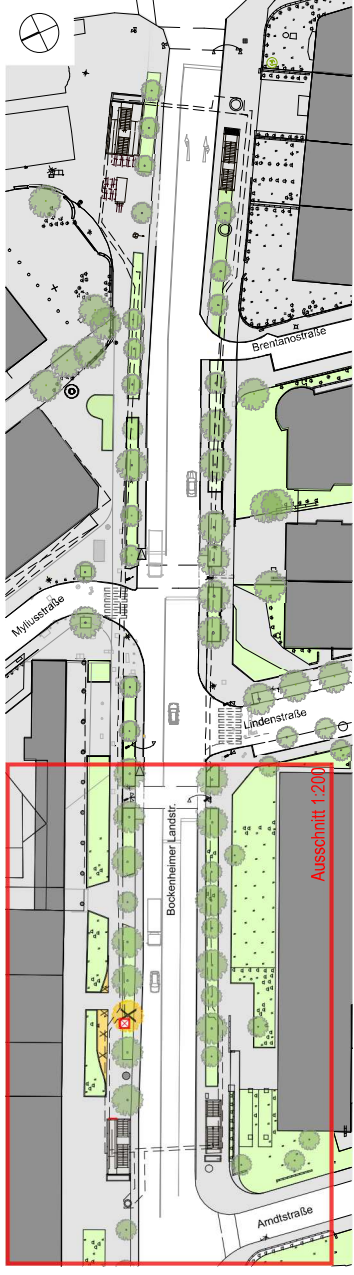 Brentanostraße
Myliusstraße
Lindenstraße
Ausschnitt 1:200
Bockenheimer Landstr.
Arndtstraße